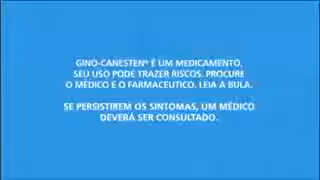 GINO-CANESTEN® É UM MEDICAMENTO,
SEU USO PODE TRAZER RISCOS. PROCURE
O MÉDICO E O FARMACEUTICO. LEIA A BULA.
SE PERSISTIREM OS SINTOMAS, UM MÉDICO
DEVERÁ SER CONSULTADO.